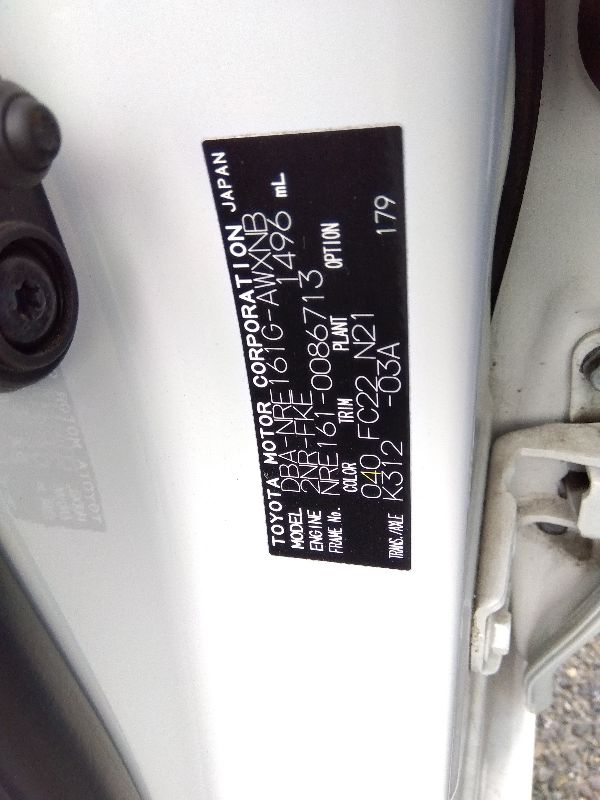 TOYOTA MOTOR CORPORATION JAPAN
MODEL DBA-NRE161G-AWXNB
ENGINE 2NR-FKE 1496 mL
FRAME No. NRE161-0086713
COLOR TRIM PLANT OPTION
040 FC22 N21
TRANS./AXLE K312 -03A 179